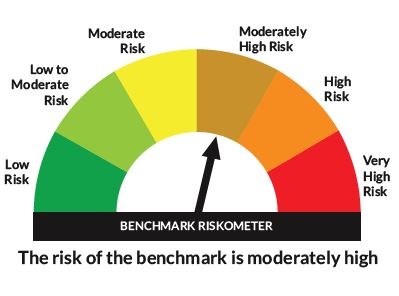 Moderate
Risk
Moderately
High Risk
Low to
Moderate
Risk
High
Risk
Low
Risk
Very
High
Risk
BENCHMARK RISKOMETER
The risk of the benchmark is moderately high